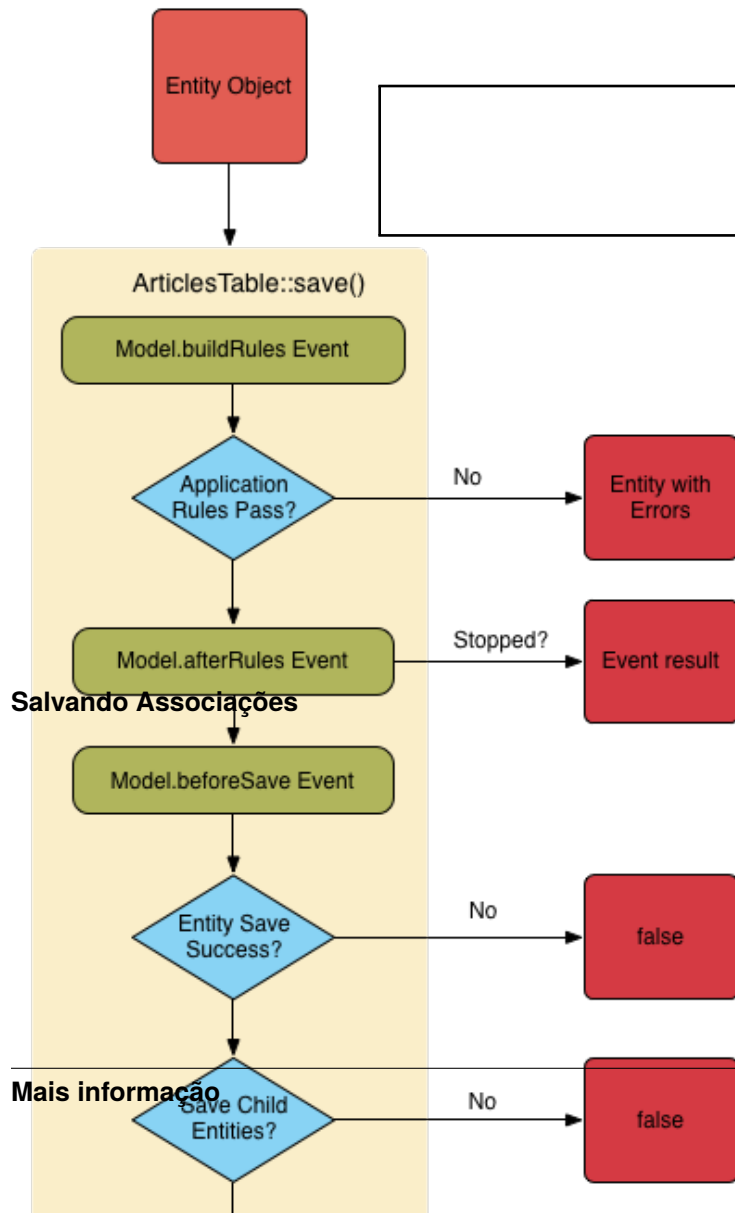 Entity Object
ArticlesTable::save()
Model.buildRules Event
Application
Rules Pass?
No
Entity with
Errors
Model.afterRules Event
Stopped?
Event result
Salvando Associações
Model.beforeSave Event
Entity Save
Success?
No
false
Mais informação
Save Child
Entities?
No
false